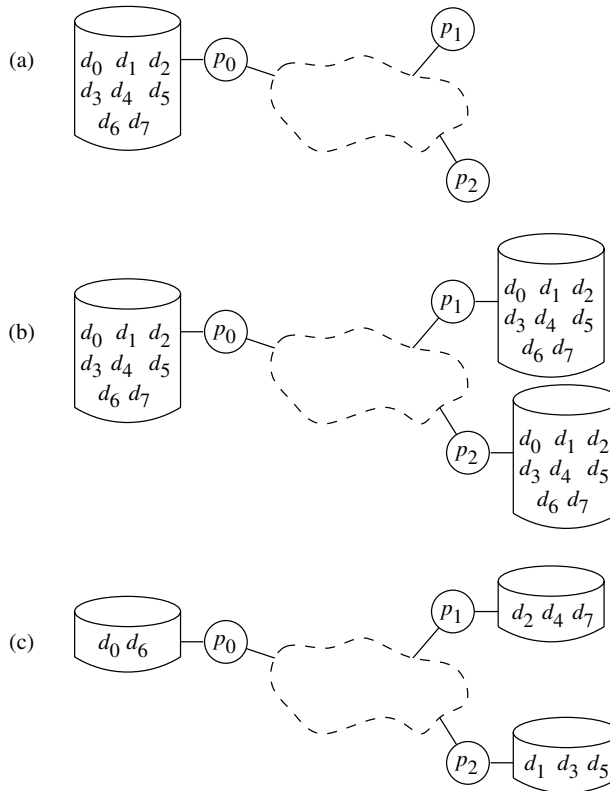 (a)
d₀ d₁ d₂
d₃ d₄ d₅
d₆ d₇
p₀
p₁
p₂
(b)
d₀ d₁ d₂
d₃ d₄ d₅
d₆ d₇
p₀
p₁
d₀ d₁ d₂
d₃ d₄ d₅
d₆ d₇
p₂
d₀ d₁ d₂
d₃ d₄ d₅
d₆ d₇
(c)
d₀ d₆
p₀
p₁
d₂ d₄ d₇
p₂
d₁ d₃ d₅